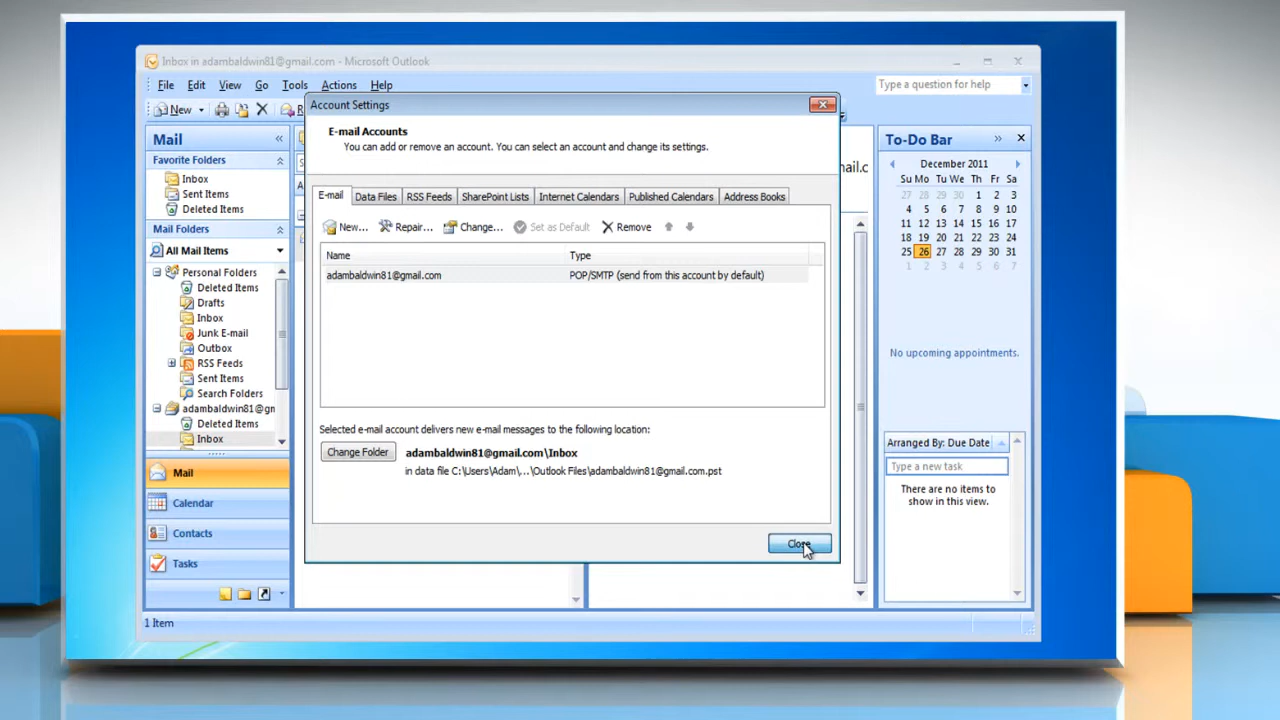 Inbox in adambaldwin81@gmail.com - Microsoft Outlook
File Edit View Go Tools Actions Help
Type a question for help
New
Account Settings
E-mail Accounts
You can add or remove an account. You can select an account and change its settings.
E-mail Data Files RSS Feeds SharePoint Lists Internet Calendars Published Calendars Address Books
New... Repair... Change... Set as Default Remove
Name Type
adambaldwin81@gmail.com POP/SMTP (send from this account by default)
Selected e-mail account delivers new e-mail messages to the following location:
Change Folder adambaldwin81@gmail.com\Inbox
in data file C:\Users\Adam\...\Outlook Files\adambaldwin81@gmail.com.pst
Close
Mail
Favorite Folders
Inbox
Sent Items
Deleted Items
Mail Folders
All Mail Items
Personal Folders
Deleted Items
Drafts
Inbox
Junk E-mail
Outbox
RSS Feeds
Sent Items
Search Folders
adambaldwin81@gm
Deleted Items
Inbox
Mail
Calendar
Contacts
Tasks
1 Item
ail.c
To-Do Bar
December 2011
Su Mo Tu We Th Fr Sa
27 28 29 30 1 2 3
4 5 6 7 8 9 10
11 12 13 14 15 16 17
18 19 20 21 22 23 24
25 26 27 28 29 30 31
1 2 3 4 5 6 7
No upcoming appointments.
Arranged By: Due Date
Type a new task
There are no items to
show in this view.